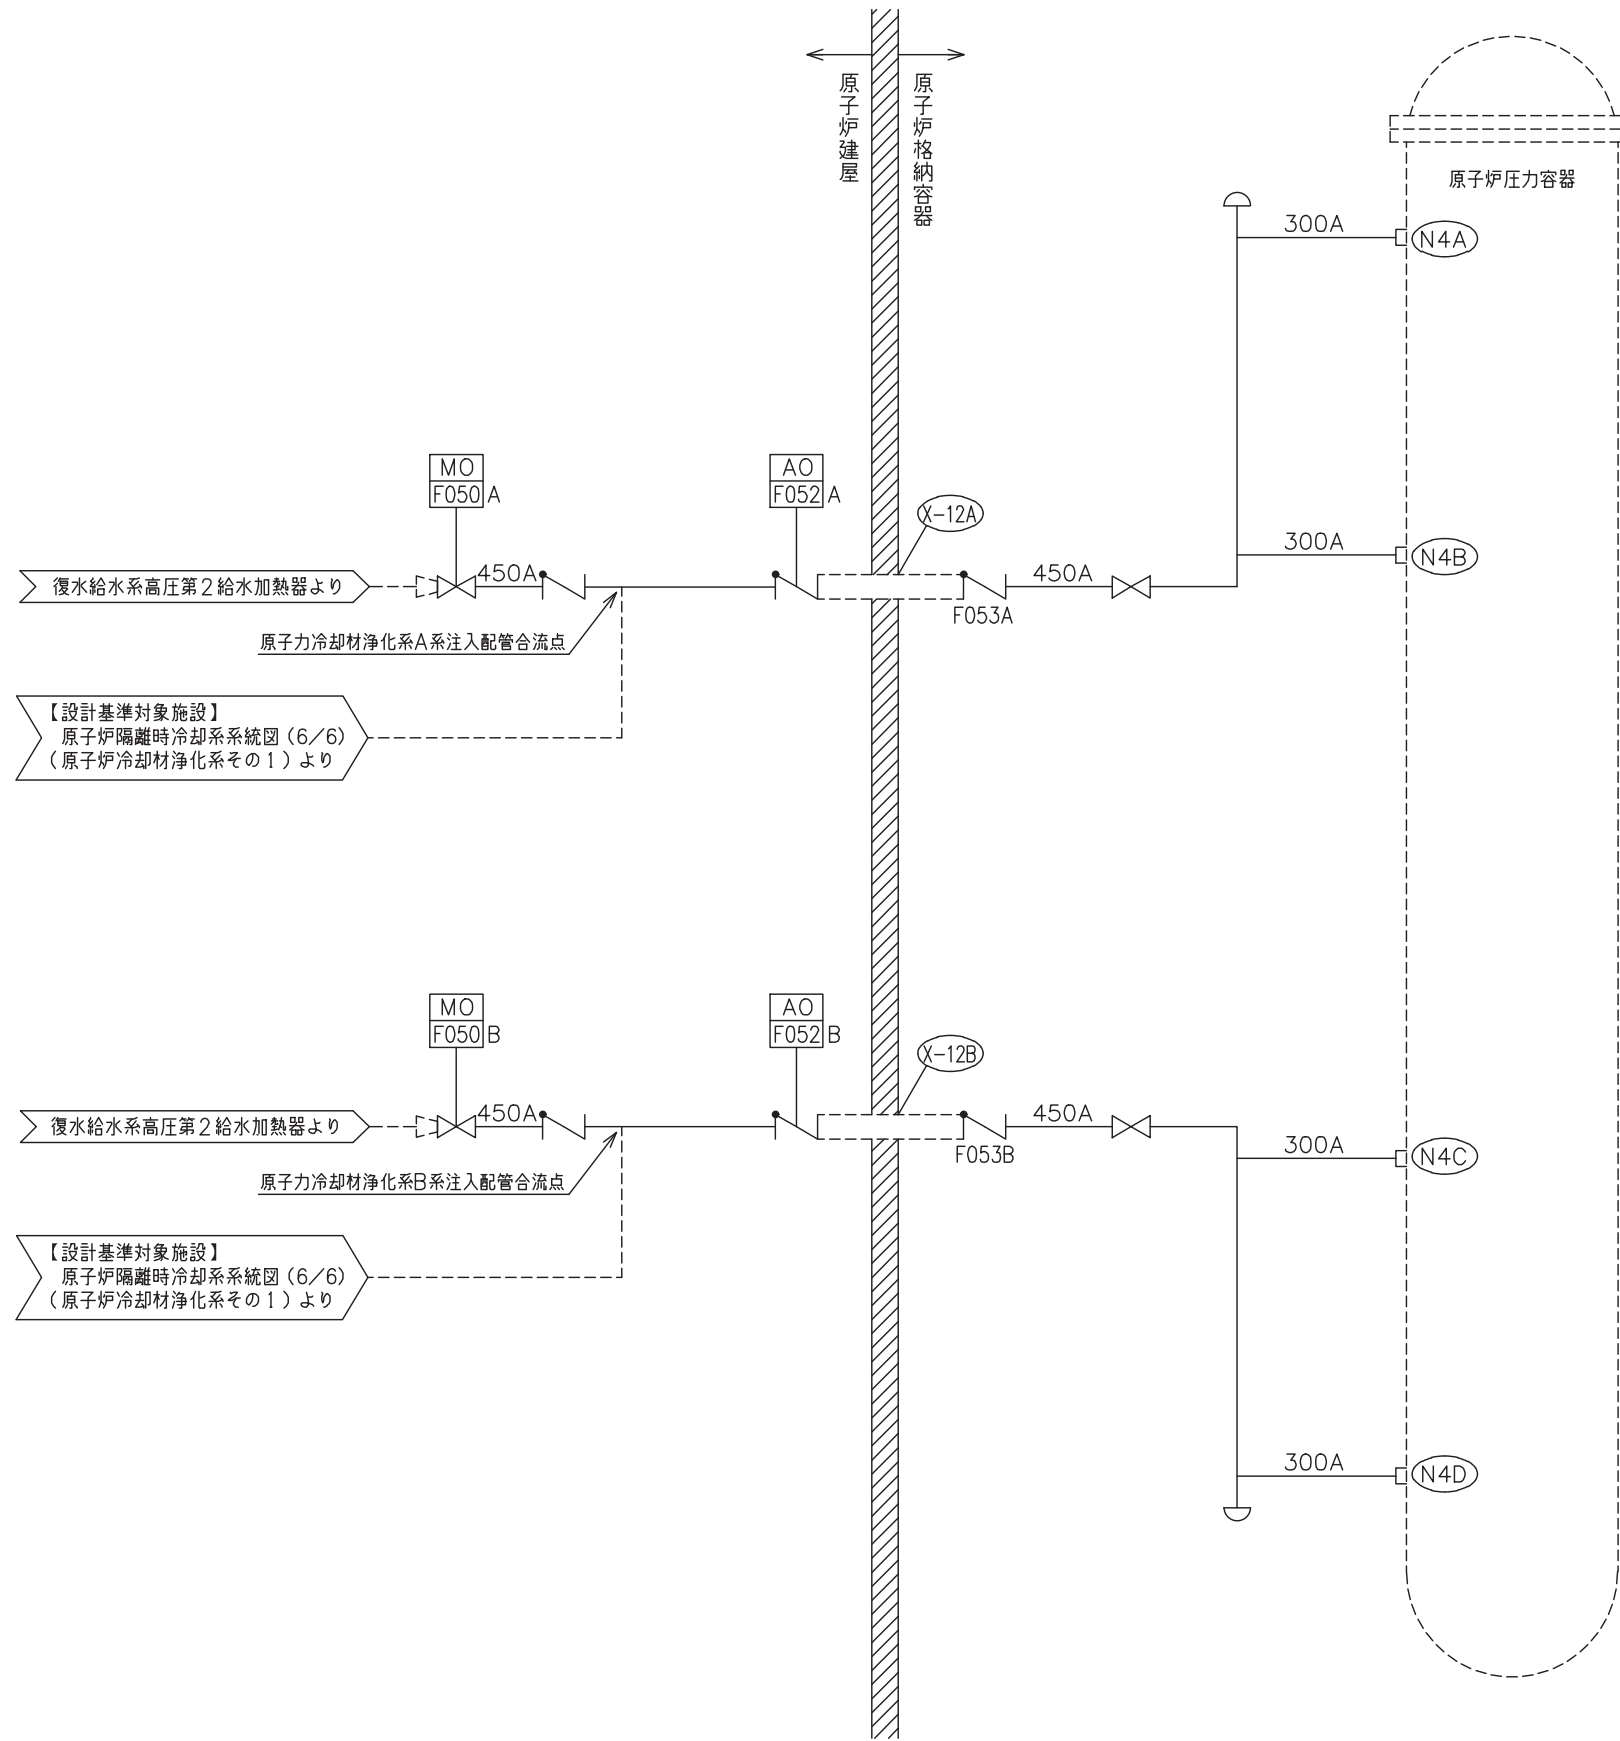 原子炉建屋
原子炉格納容器
原子炉圧力容器
300A
N4A
MO
F050 A
AO
F052 A
X-12A
300A
N4B
復水給水系高圧第2給水加熱器より
450A
450A
F053A
原子力冷却材浄化系A系注入配管合流点
【設計基準対象施設】
原子炉隔離時冷却系系統図(6/6)
(原子炉冷却材浄化系その1)より
MO
F050 B
AO
F052 B
X-12B
復水給水系高圧第2給水加熱器より
450A
450A
F053B
300A
N4C
原子力冷却材浄化系B系注入配管合流点
【設計基準対象施設】
原子炉隔離時冷却系系統図(6/6)
(原子炉冷却材浄化系その1)より
300A
N4D